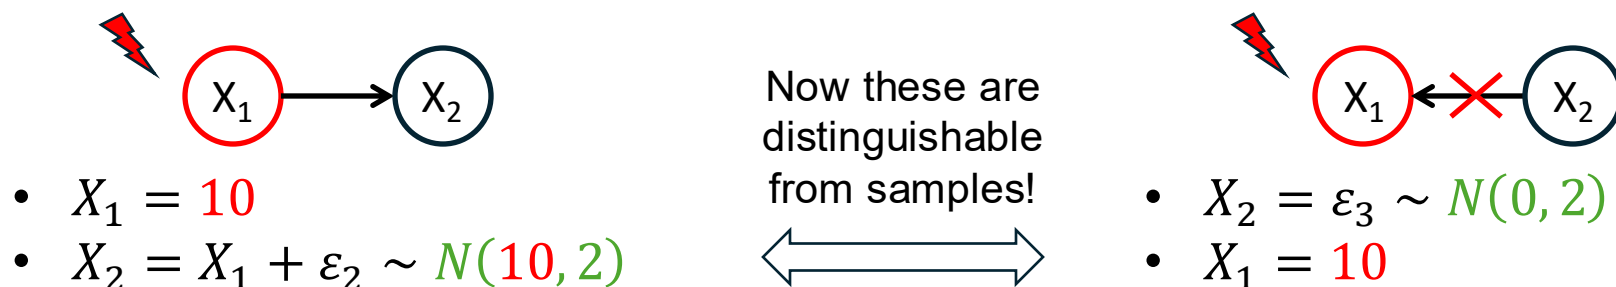 X₁ X₂
• X₁ = 10
• X₂ = X₁ + ε₂ ~ N(10, 2)
Now these are
distinguishable
from samples!
X₁ X₂
• X₂ = ε₃ ~ N(0, 2)
• X₁ = 10